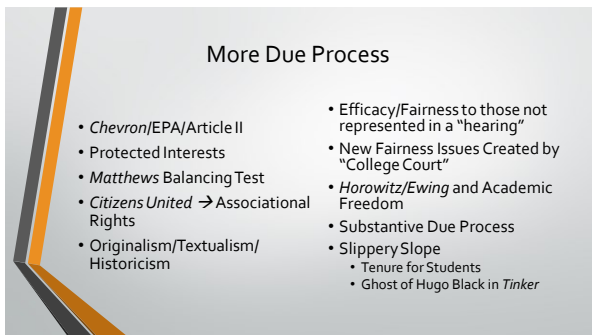 More Due Process
• Chevron/EPA/Article II
• Protected Interests
• Matthews Balancing Test
• Citizens United → Associational
Rights
• Originalism/Textualism/
Historicism
• Efficacy/Fairness to those not
represented in a “hearing”
• New Fairness Issues Created by
“College Court”
• Horowitz/Ewing and Academic
Freedom
• Substantive Due Process
• Slippery Slope
• Tenure for Students
• Ghost of Hugo Black in Tinker